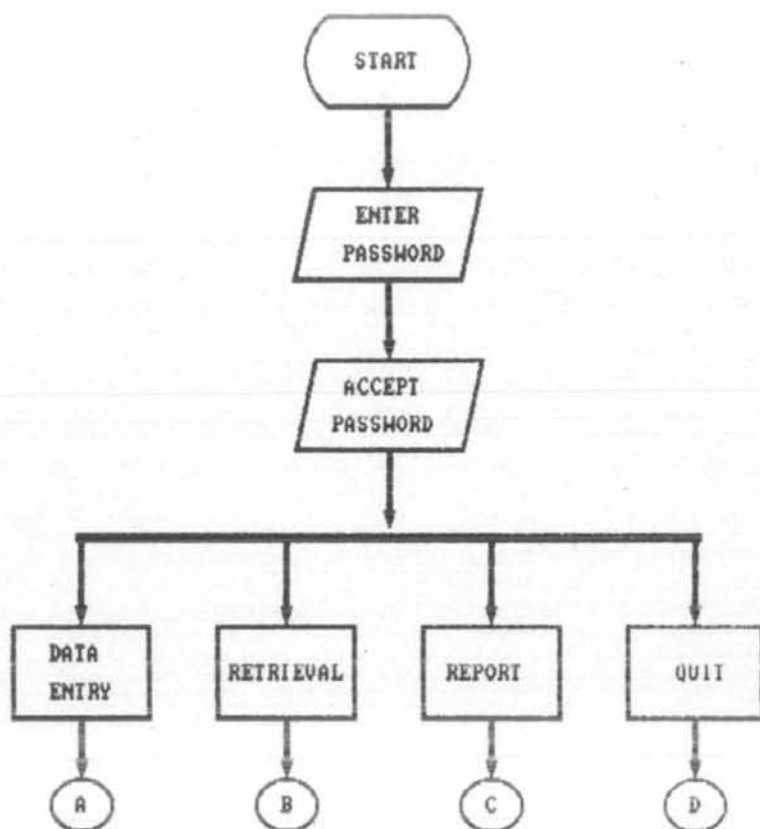 START
ENTER
PASSWORD
ACCEPT
PASSWORD
DATA
ENTRY
RETRIEVAL
REPORT
QUIT
A
B
C
D